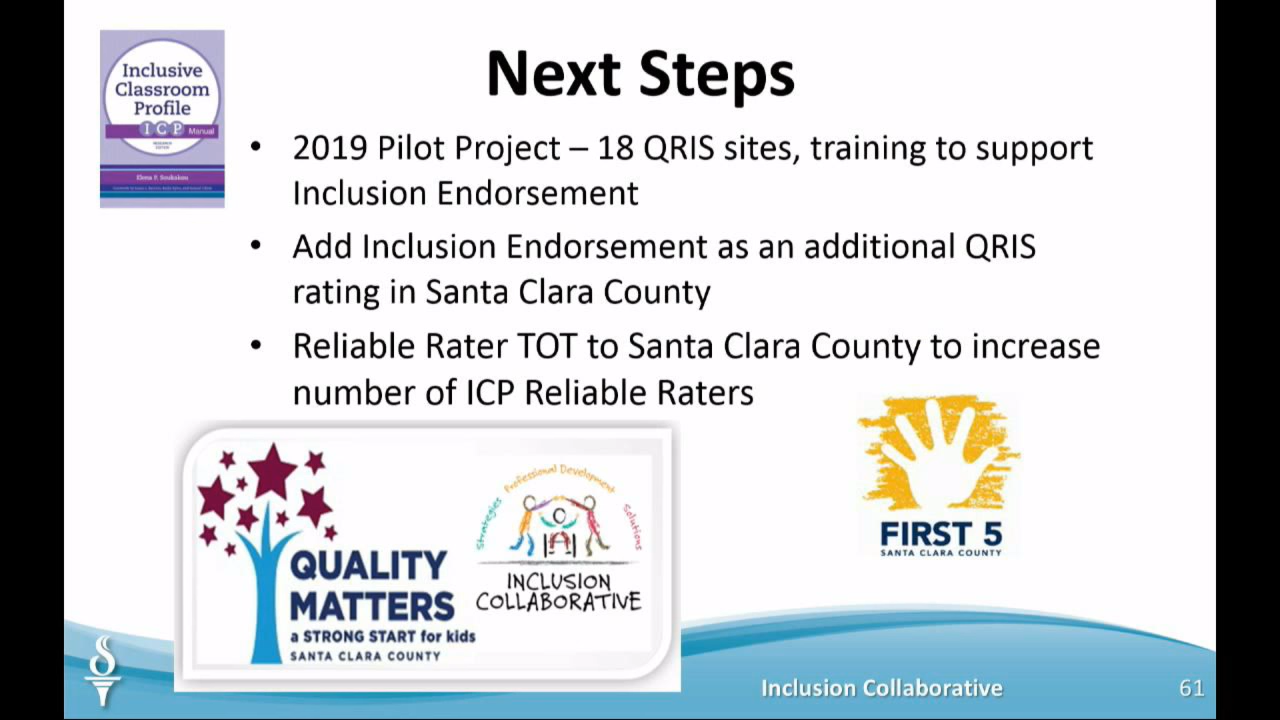 Inclusive
Classroom
Profile
ICP Manual
Next Steps
• 2019 Pilot Project – 18 QRIS sites, training to support
Inclusion Endorsement
• Add Inclusion Endorsement as an additional QRIS
rating in Santa Clara County
• Reliable Rater TOT to Santa Clara County to increase
number of ICP Reliable Raters
QUALITY
MATTERS
a STRONG START for kids
SANTA CLARA COUNTY
Strategies Professional Development Solutions
INCLUSION
COLLABORATIVE
FIRST 5
SANTA CLARA COUNTY
Inclusion Collaborative
61